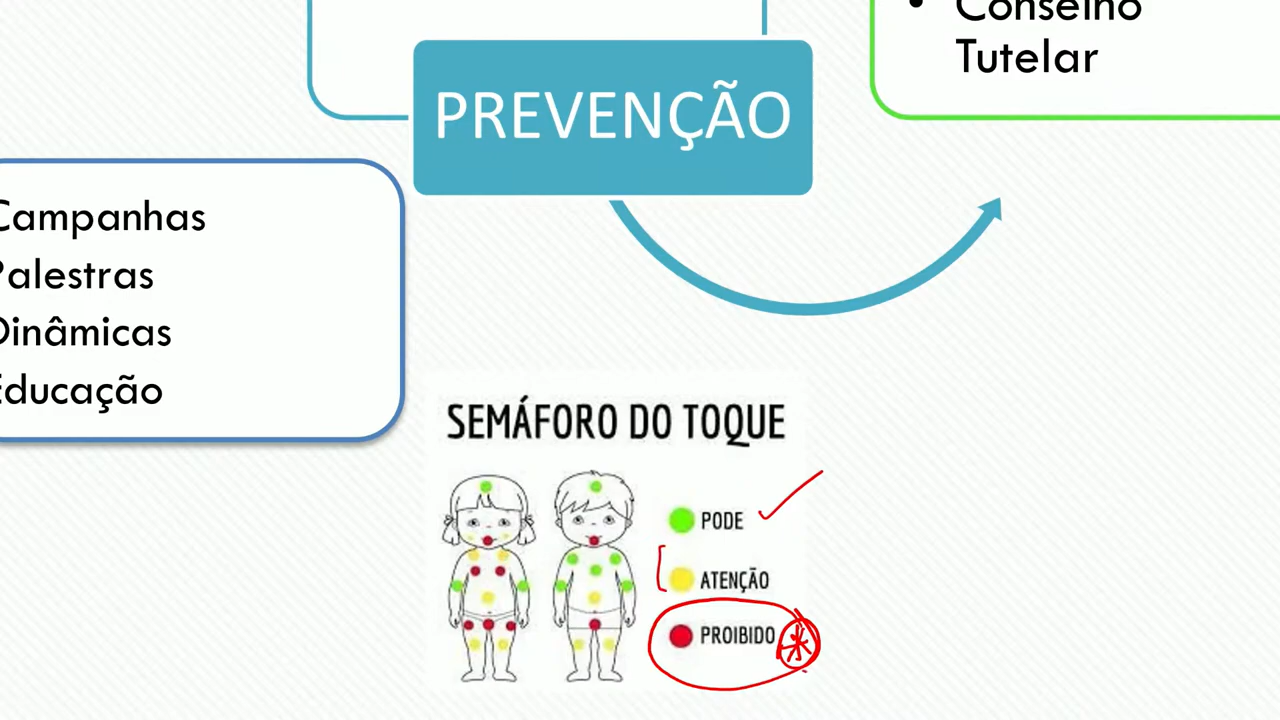 • Conselho
Tutelar
PREVENÇÃO
Campanhas
Palestras
Dinâmicas
Educação
SEMÁFORO DO TOQUE
PODE
ATENÇÃO
PROIBIDO